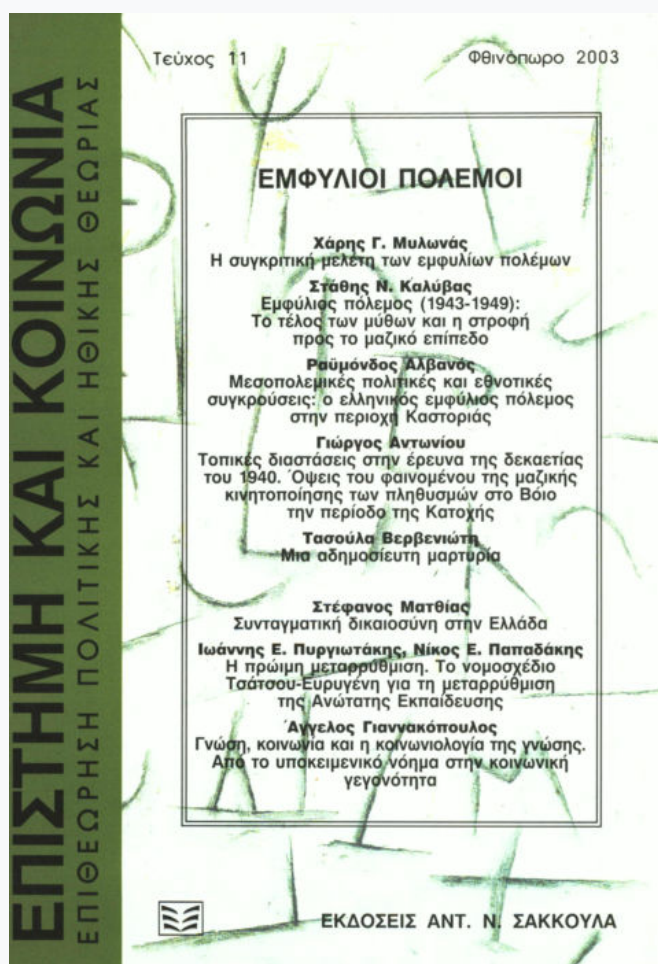 ΕΠΙΣΤΗΜΗ ΚΑΙ ΚΟΙΝΩΝΙΑ
ΕΠΙΘΕΩΡΗΣΗ ΠΟΛΙΤΙΚΗΣ ΚΑΙ ΗΘΙΚΗΣ ΘΕΩΡΙΑΣ
Τεύχος 11
Φθινόπωρο 2003
ΕΜΦΥΛΙΟΙ ΠΟΛΕΜΟΙ
Χάρης Γ. Μυλωνάς
Η συγκριτική μελέτη των εμφυλίων πολέμων
Στάθης Ν. Καλύβας
Εμφύλιος πόλεμος (1943-1949):
Το τέλος των μύθων και η στροφή
προς το μαζικό επίπεδο
Ραϋμόνδος Αλβανός
Μεσοπολεμικές πολιτικές και εθνοτικές
συγκρούσεις: ο ελληνικός εμφύλιος πόλεμος
στην περιοχή Καστοριάς
Γιώργος Αντωνίου
Τοπικές διαστάσεις στην έρευνα της δεκαετίας
του 1940. Όψεις του φαινομένου της μαζικής
κινητοποίησης των πληθυσμών στο Βόιο
την περίοδο της Κατοχής
Τασούλα Βερβενιώτη
Μια αδημοσίευτη μαρτυρία
Στέφανος Ματθίας
Συνταγματική δικαιοσύνη στην Ελλάδα
Ιωάννης Ε. Πυργιωτάκης, Νίκος Ε. Παπαδάκης
Η πρώιμη μεταρρύθμιση. Το νομοσχέδιο
Τσάτσου-Ευρυγένη για τη μεταρρύθμιση
της Ανώτατης Εκπαίδευσης
Άγγελος Γιαννακόπουλος
Γνώση, κοινωνία και η κοινωνιολογία της γνώσης.
Από το υποκειμενικό νόημα στην κοινωνική
γεγονότητα
ΕΚΔΟΣΕΙΣ ΑΝΤ. Ν. ΣΑΚΚΟΥΛΑ